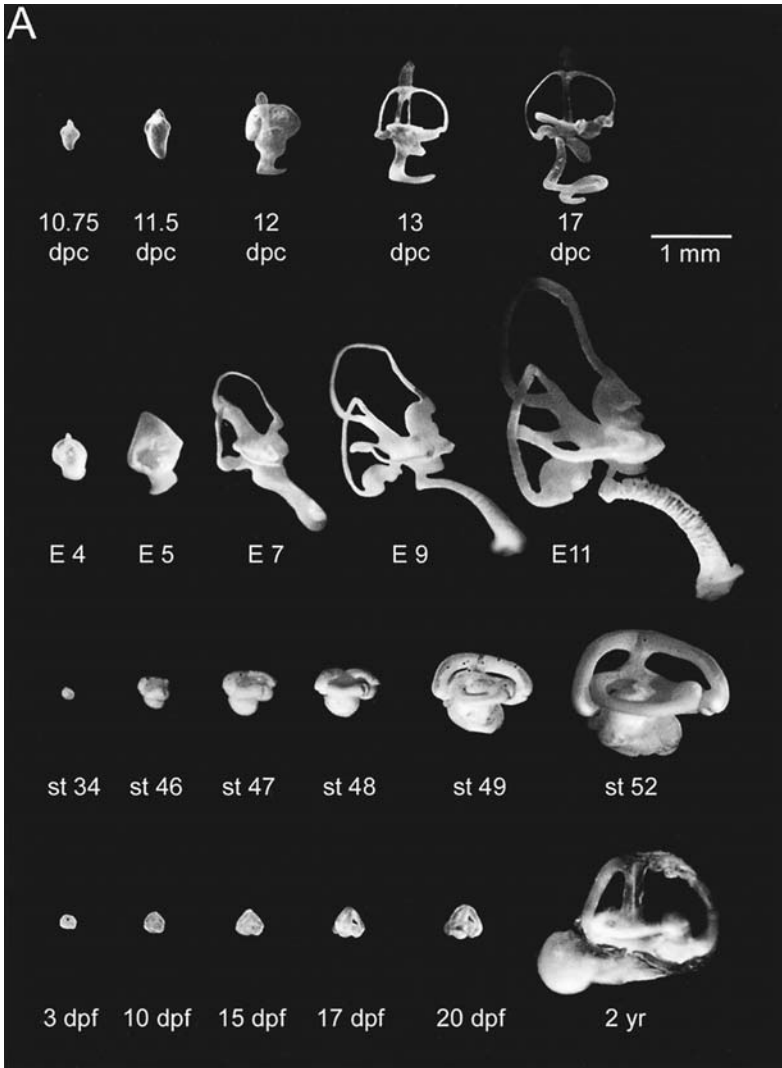 A
10.75 11.5 12 13 17
dpc dpc dpc dpc dpc
1 mm
E 4 E 5 E 7 E 9 E11
st 34 st 46 st 47 st 48 st 49 st 52
3 dpf 10 dpf 15 dpf 17 dpf 20 dpf 2 yr